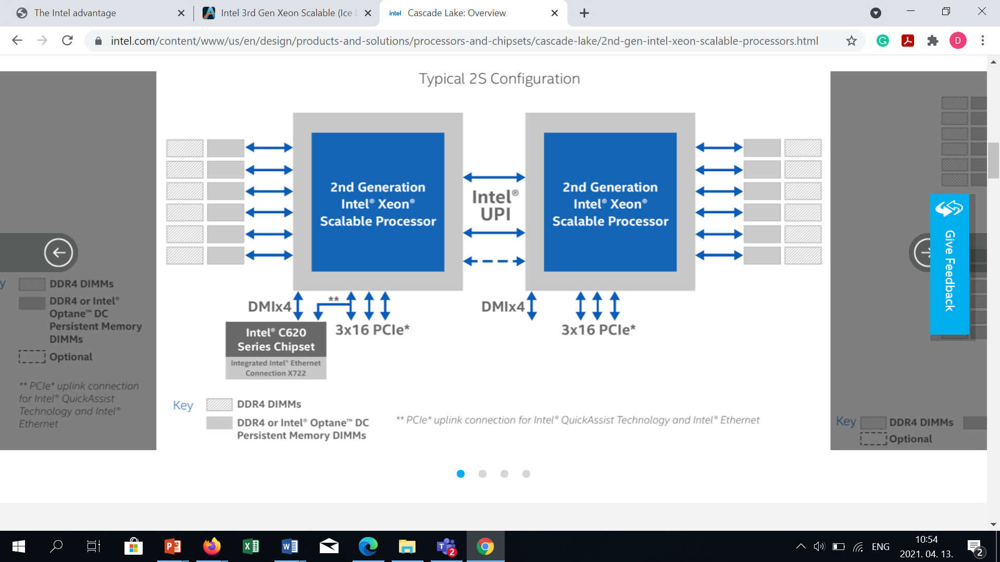 The Intel advantage
Intel 3rd Gen Xeon Scalable (Ice
intel Cascade Lake: Overview
intel.com/content/www/us/en/design/products-and-solutions/processors-and-chipsets/cascade-lake/2nd-gen-intel-xeon-scalable-processors.html
D
Typical 2S Configuration
2nd Generation
Intel® Xeon®
Scalable Processor
Intel®
UPI
2nd Generation
Intel® Xeon®
Scalable Processor
DMIx4
**
3x16 PCIe*
DMIx4
3x16 PCIe*
Intel® C620
Series Chipset
Integrated Intel® Ethernet
Connection X722
Key
DDR4 DIMMs
DDR4 or Intel® Optane™ DC
Persistent Memory DIMMs
** PCIe* uplink connection for Intel® QuickAssist Technology and Intel® Ethernet
y
DDR4 DIMMs
DDR4 or Intel®
Optane™ DC
Persistent Memory
DIMMs
Optional
** PCIe* uplink connection
for Intel® QuickAssist
Technology and Intel®
Ethernet
Give Feedback
Key
DDR4 DIMMs
Optional
2
ENG
10:54
2021. 04. 13.
2